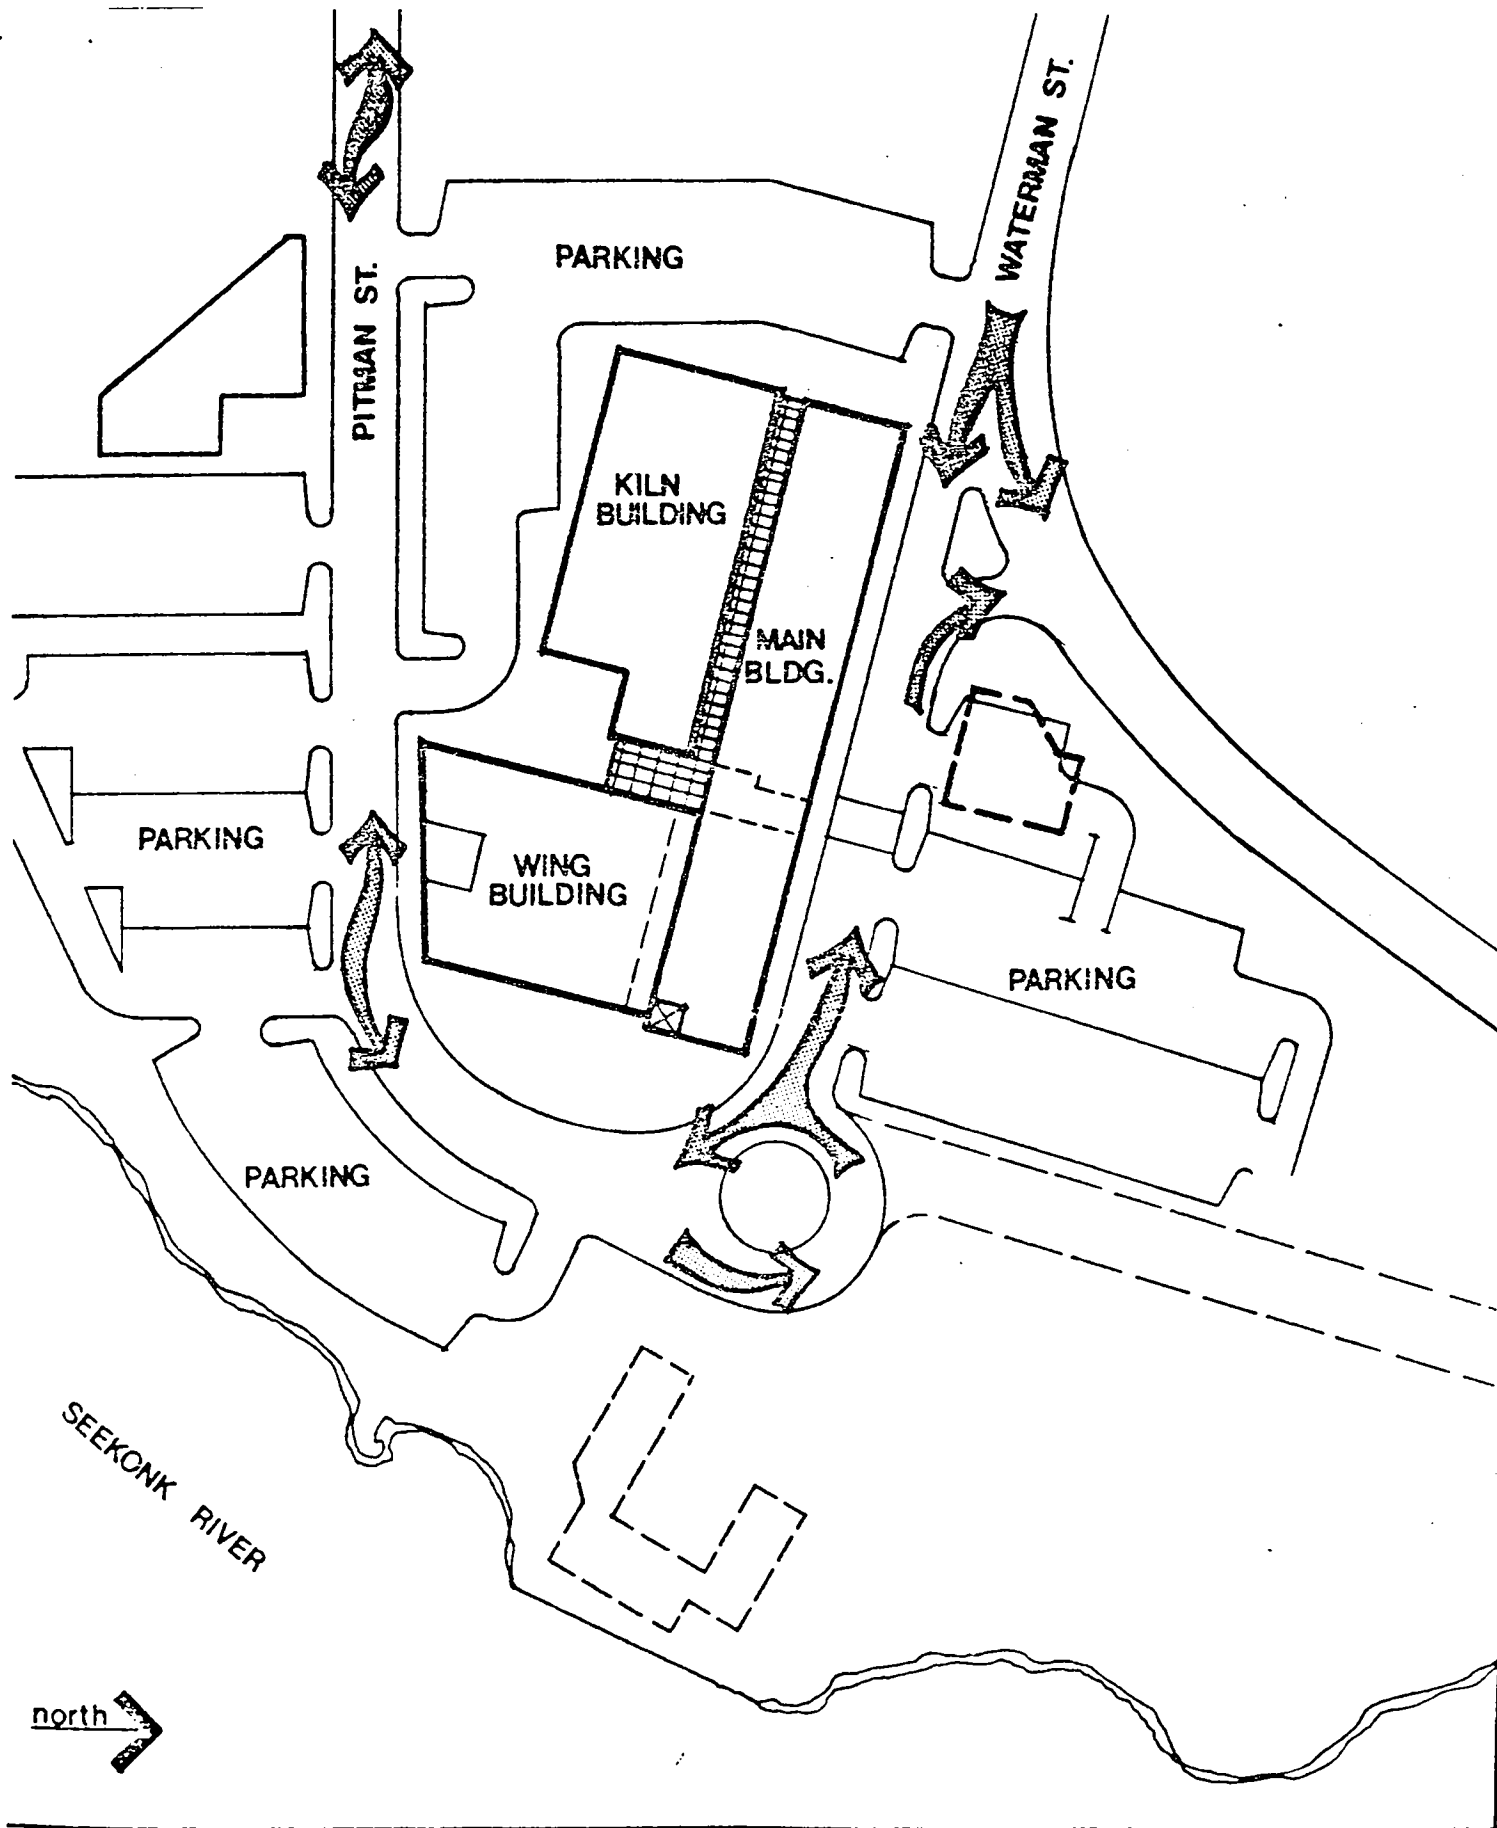 WATERMAN ST.
PARKING
PITMAN ST.
KILN
BUILDING
MAIN
BLDG.
PARKING
WING
BUILDING
PARKING
PARKING
SEEKONK RIVER
north